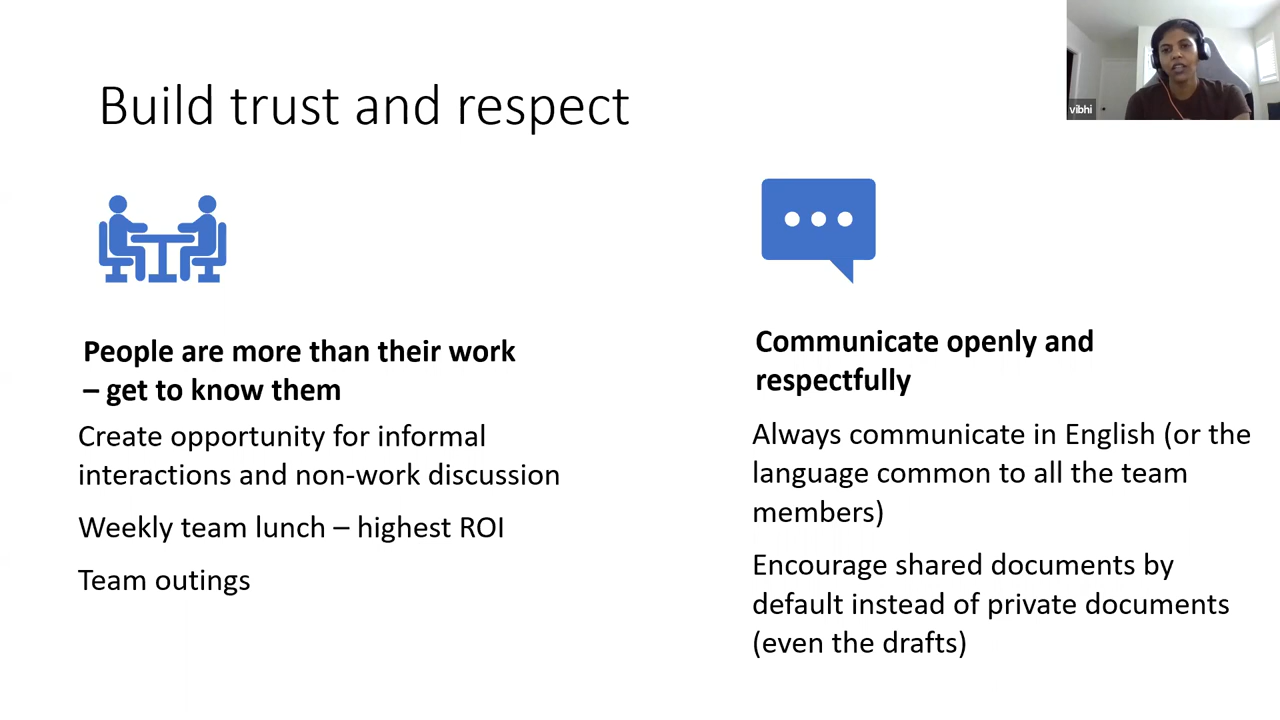 Build trust and respect
vibhi
People are more than their work
– get to know them
Create opportunity for informal
interactions and non-work discussion
Weekly team lunch – highest ROI
Team outings
Communicate openly and
respectfully
Always communicate in English (or the
language common to all the team
members)
Encourage shared documents by
default instead of private documents
(even the drafts)